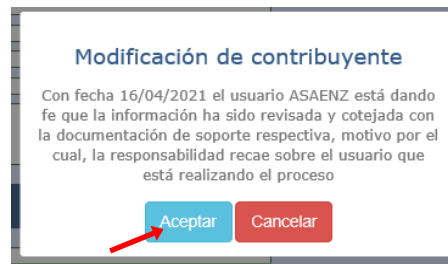 Modificación de contribuyente
Con fecha 16/04/2021 el usuario ASAENZ está dando
fe que la información ha sido revisada y cotejada con
la documentación de soporte respectiva, motivo por el
cual, la responsabilidad recae sobre el usuario que
está realizando el proceso
Aceptar Cancelar